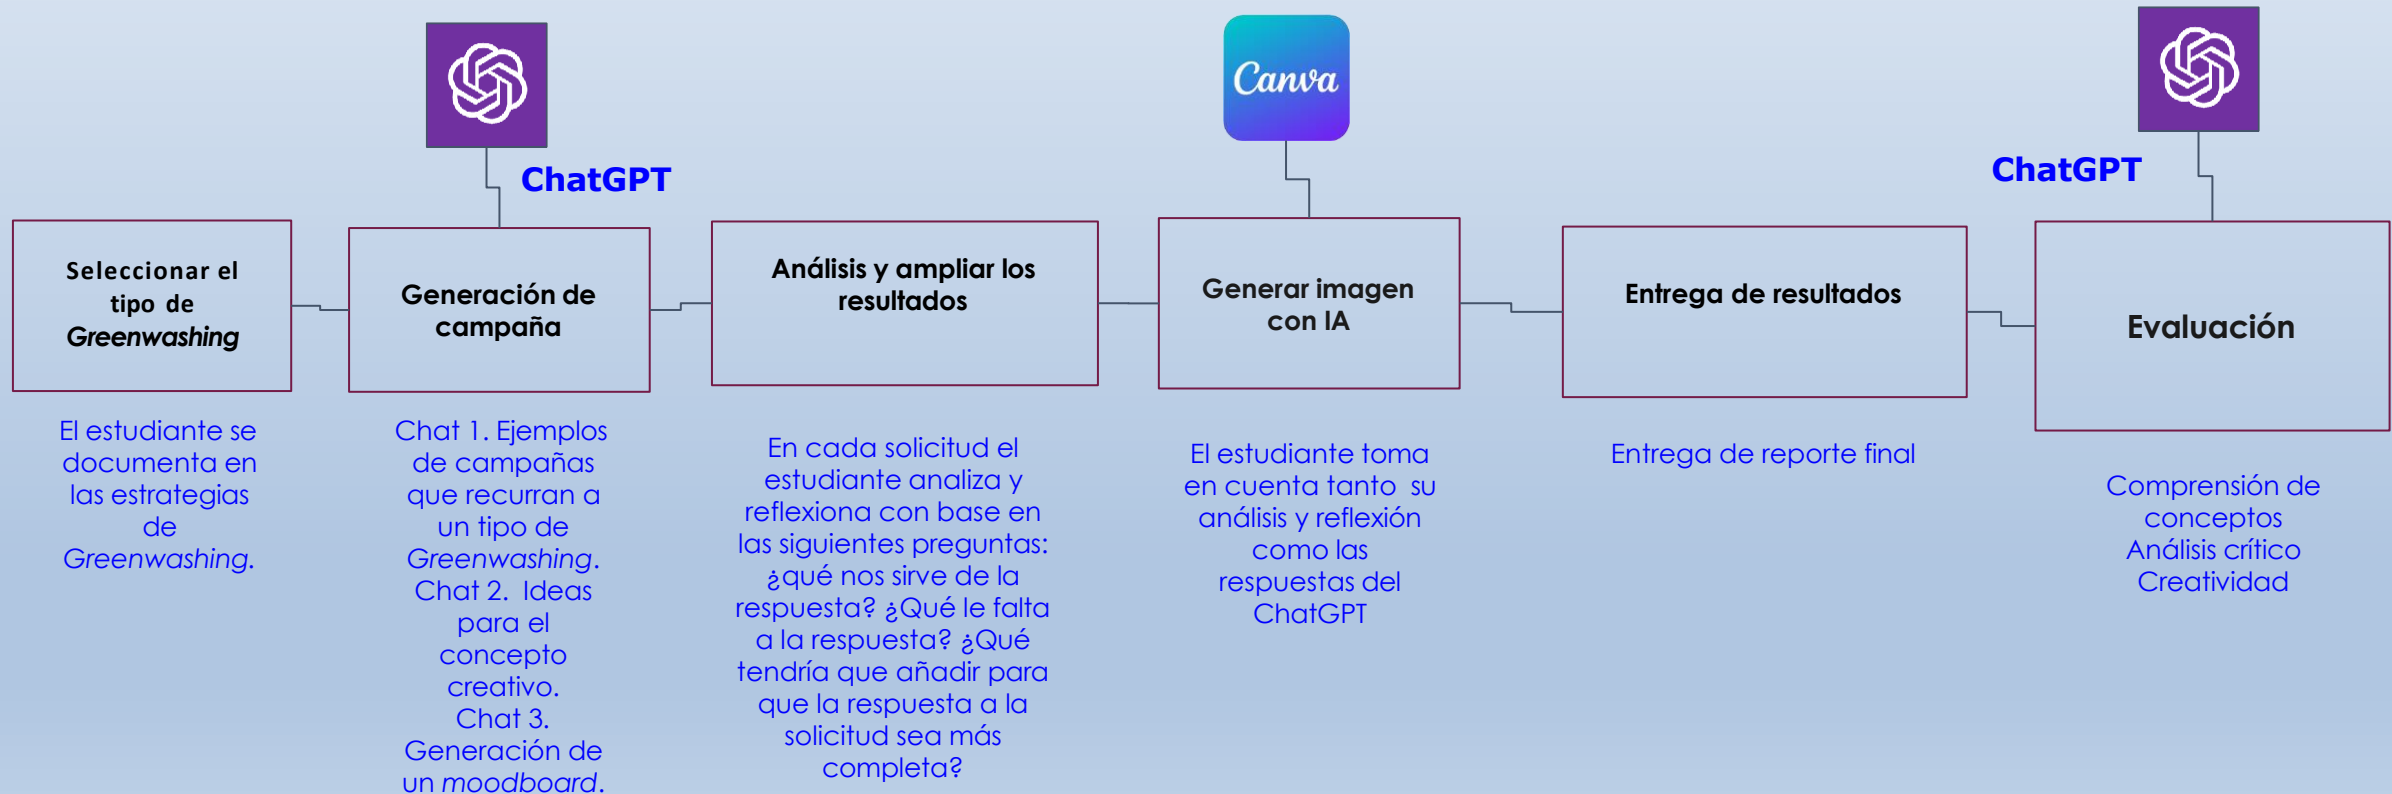 ChatGPT
Seleccionar el
tipo de
Greenwashing
El estudiante se
documenta en
las estrategias
de
Greenwashing.
Generación de
campaña
Chat 1. Ejemplos
de campañas
que recurran a
un tipo de
Greenwashing.
Chat 2. Ideas
para el
concepto
creativo.
Chat 3.
Generación de
un moodboard.
Análisis y ampliar los
resultados
En cada solicitud el
estudiante analiza y
reflexiona con base en
las siguientes preguntas:
¿qué nos sirve de la
respuesta? ¿Qué le falta
a la respuesta? ¿Qué
tendría que añadir para
que la respuesta a la
solicitud sea más
completa?
Canva
Generar imagen
con IA
El estudiante toma
en cuenta tanto su
análisis y reflexión
como las
respuestas del
ChatGPT
Entrega de resultados
Entrega de reporte final
ChatGPT
Evaluación
Comprensión de
conceptos
Análisis crítico
Creatividad